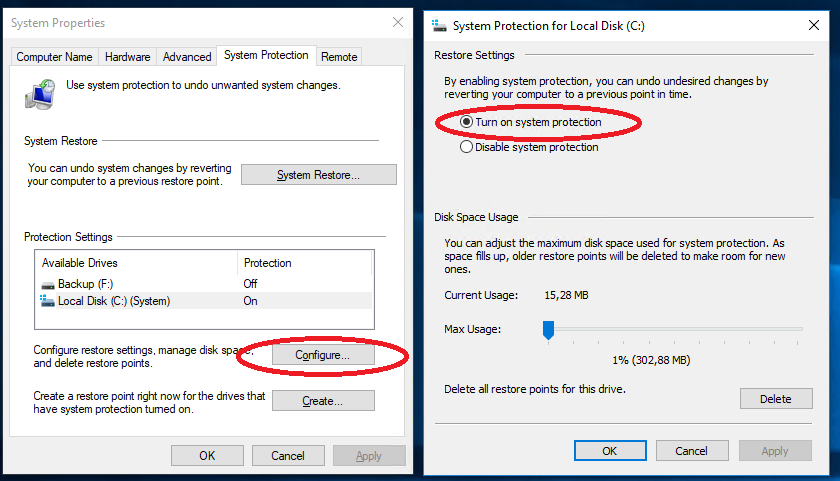 System Properties
Computer Name
Hardware
Advanced
System Protection
Remote
Use system protection to undo unwanted system changes.
System Restore
You can undo system changes by reverting
your computer to a previous restore point.
System Restore...
Protection Settings
Available Drives
Protection
Backup (F:)
Off
Local Disk (C:) (System)
On
Configure restore settings, manage disk space,
and delete restore points.
Configure...
Create a restore point right now for the drives that
have system protection turned on.
Create...
OK
Cancel
Apply
System Protection for Local Disk (C:)
Restore Settings
By enabling system protection, you can undo undesired changes by
reverting your computer to a previous point in time.
Turn on system protection
Disable system protection
Disk Space Usage
You can adjust the maximum disk space used for system protection. As
space fills up, older restore points will be deleted to make room for new
ones.
Current Usage:
15,28 MB
Max Usage:
1% (302,88 MB)
Delete all restore points for this drive.
Delete
OK
Cancel
Apply